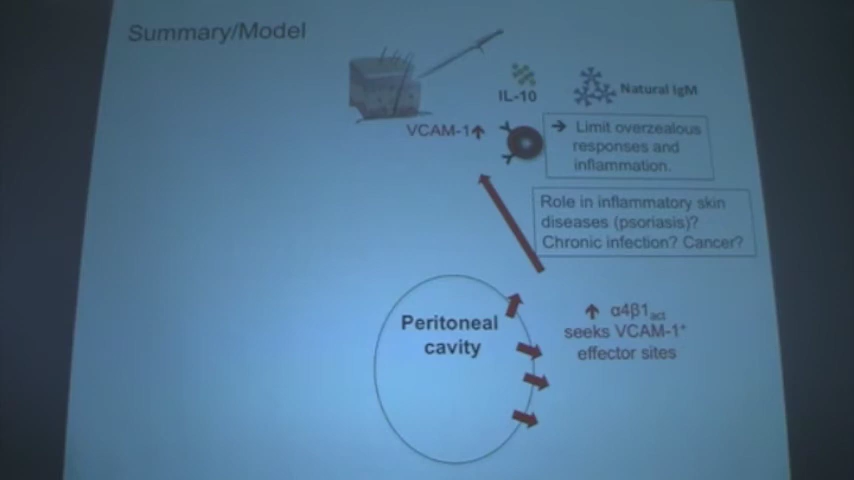 Summary/Model
IL-10
Natural IgM
VCAM-1
→ Limit overzealous
responses and
inflammation.
Role in inflammatory skin
diseases (psoriasis)?
Chronic infection? Cancer?
Peritoneal
cavity
α4β1act
seeks VCAM-1+
effector sites